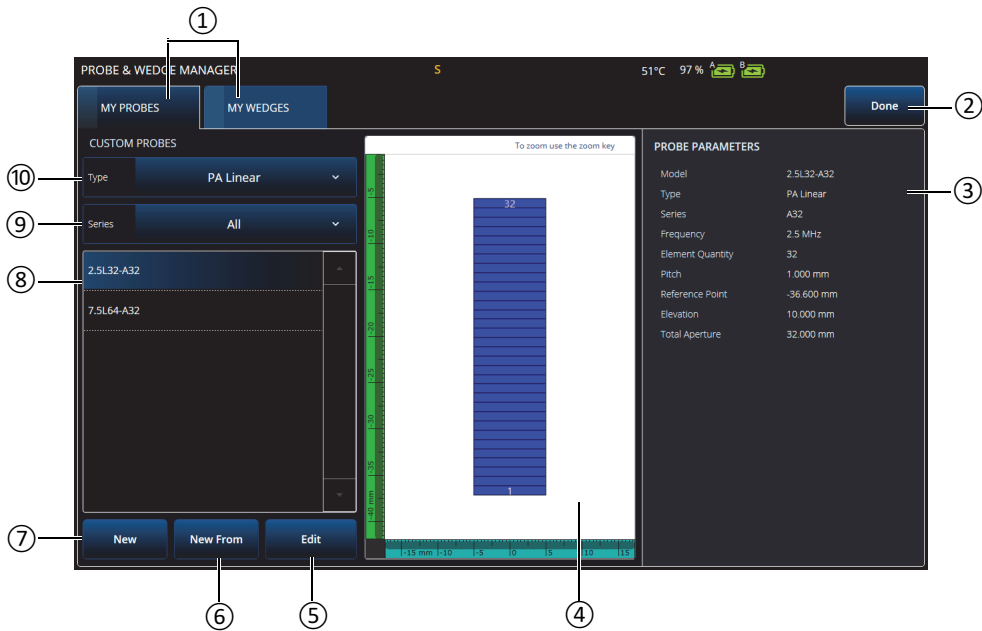 ①
PROBE & WEDGE MANAGER S 51°C 97 % A B
MY PROBES MY WEDGES Done ②
CUSTOM PROBES
⑩ Type PA Linear
⑨ Series All
⑧ 2.5L32-A32
7.5L64-A32
To zoom use the zoom key
32
1
-5
-10
-15
-20
-25
-30
-35
-40 mm
-15 mm -10 -5 0 5 10 15
PROBE PARAMETERS
Model 2.5L32-A32 ③
Type PA Linear
Series A32
Frequency 2.5 MHz
Element Quantity 32
Pitch 1.000 mm
Reference Point -36.600 mm
Elevation 10.000 mm
Total Aperture 32.000 mm
⑦ New New From Edit
⑥ ⑤ ④